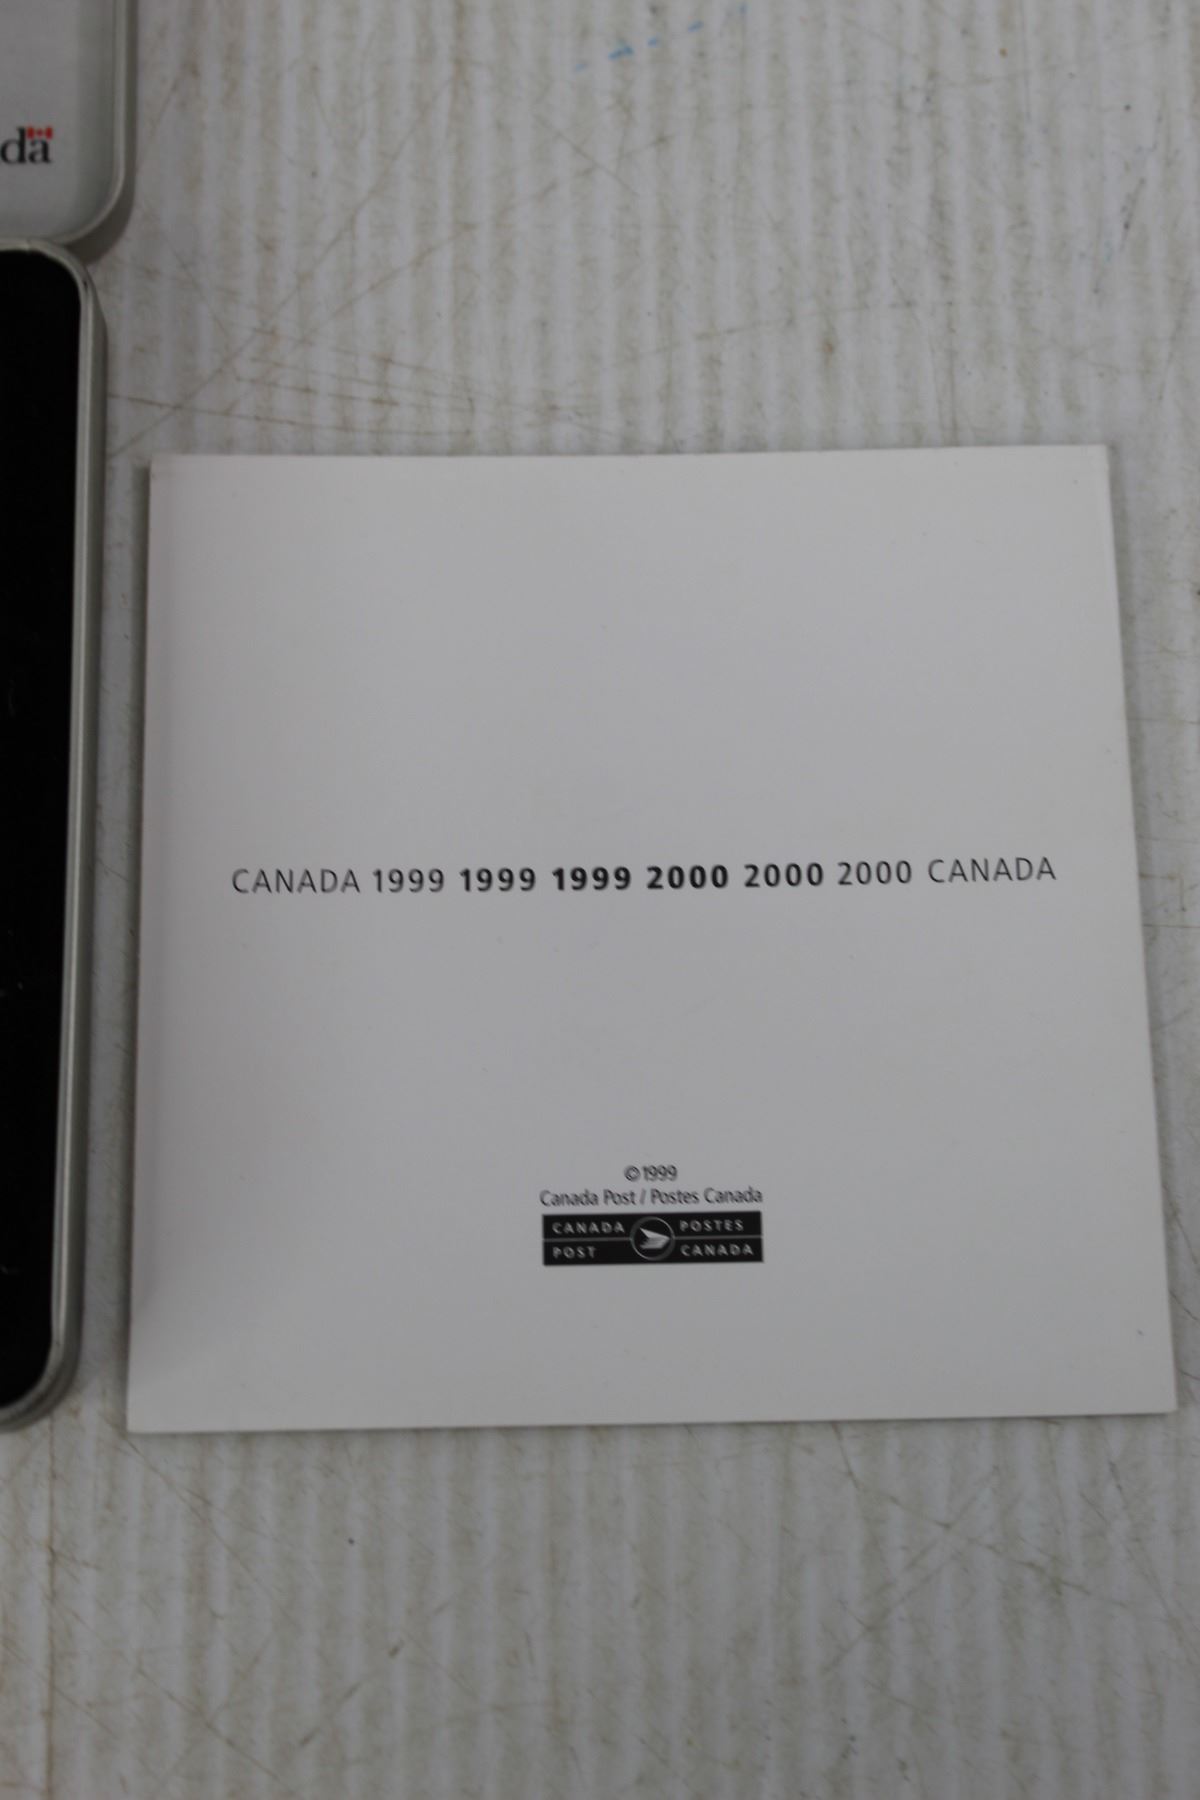 da
CANADA 1999 1999 1999 2000 2000 2000 CANADA
©1999
Canada Post / Postes Canada
CANADA POSTES
POST CANADA